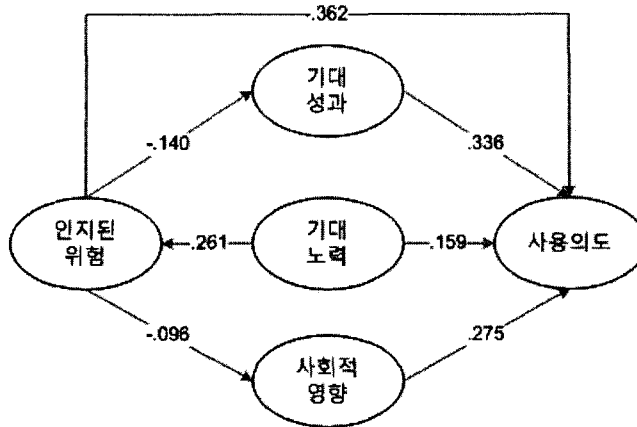 -.362
기대
성과
-.140
.336
인지된
위험
.261
기대
노력
.159
사용의도
-.096
.275
사회적
영향